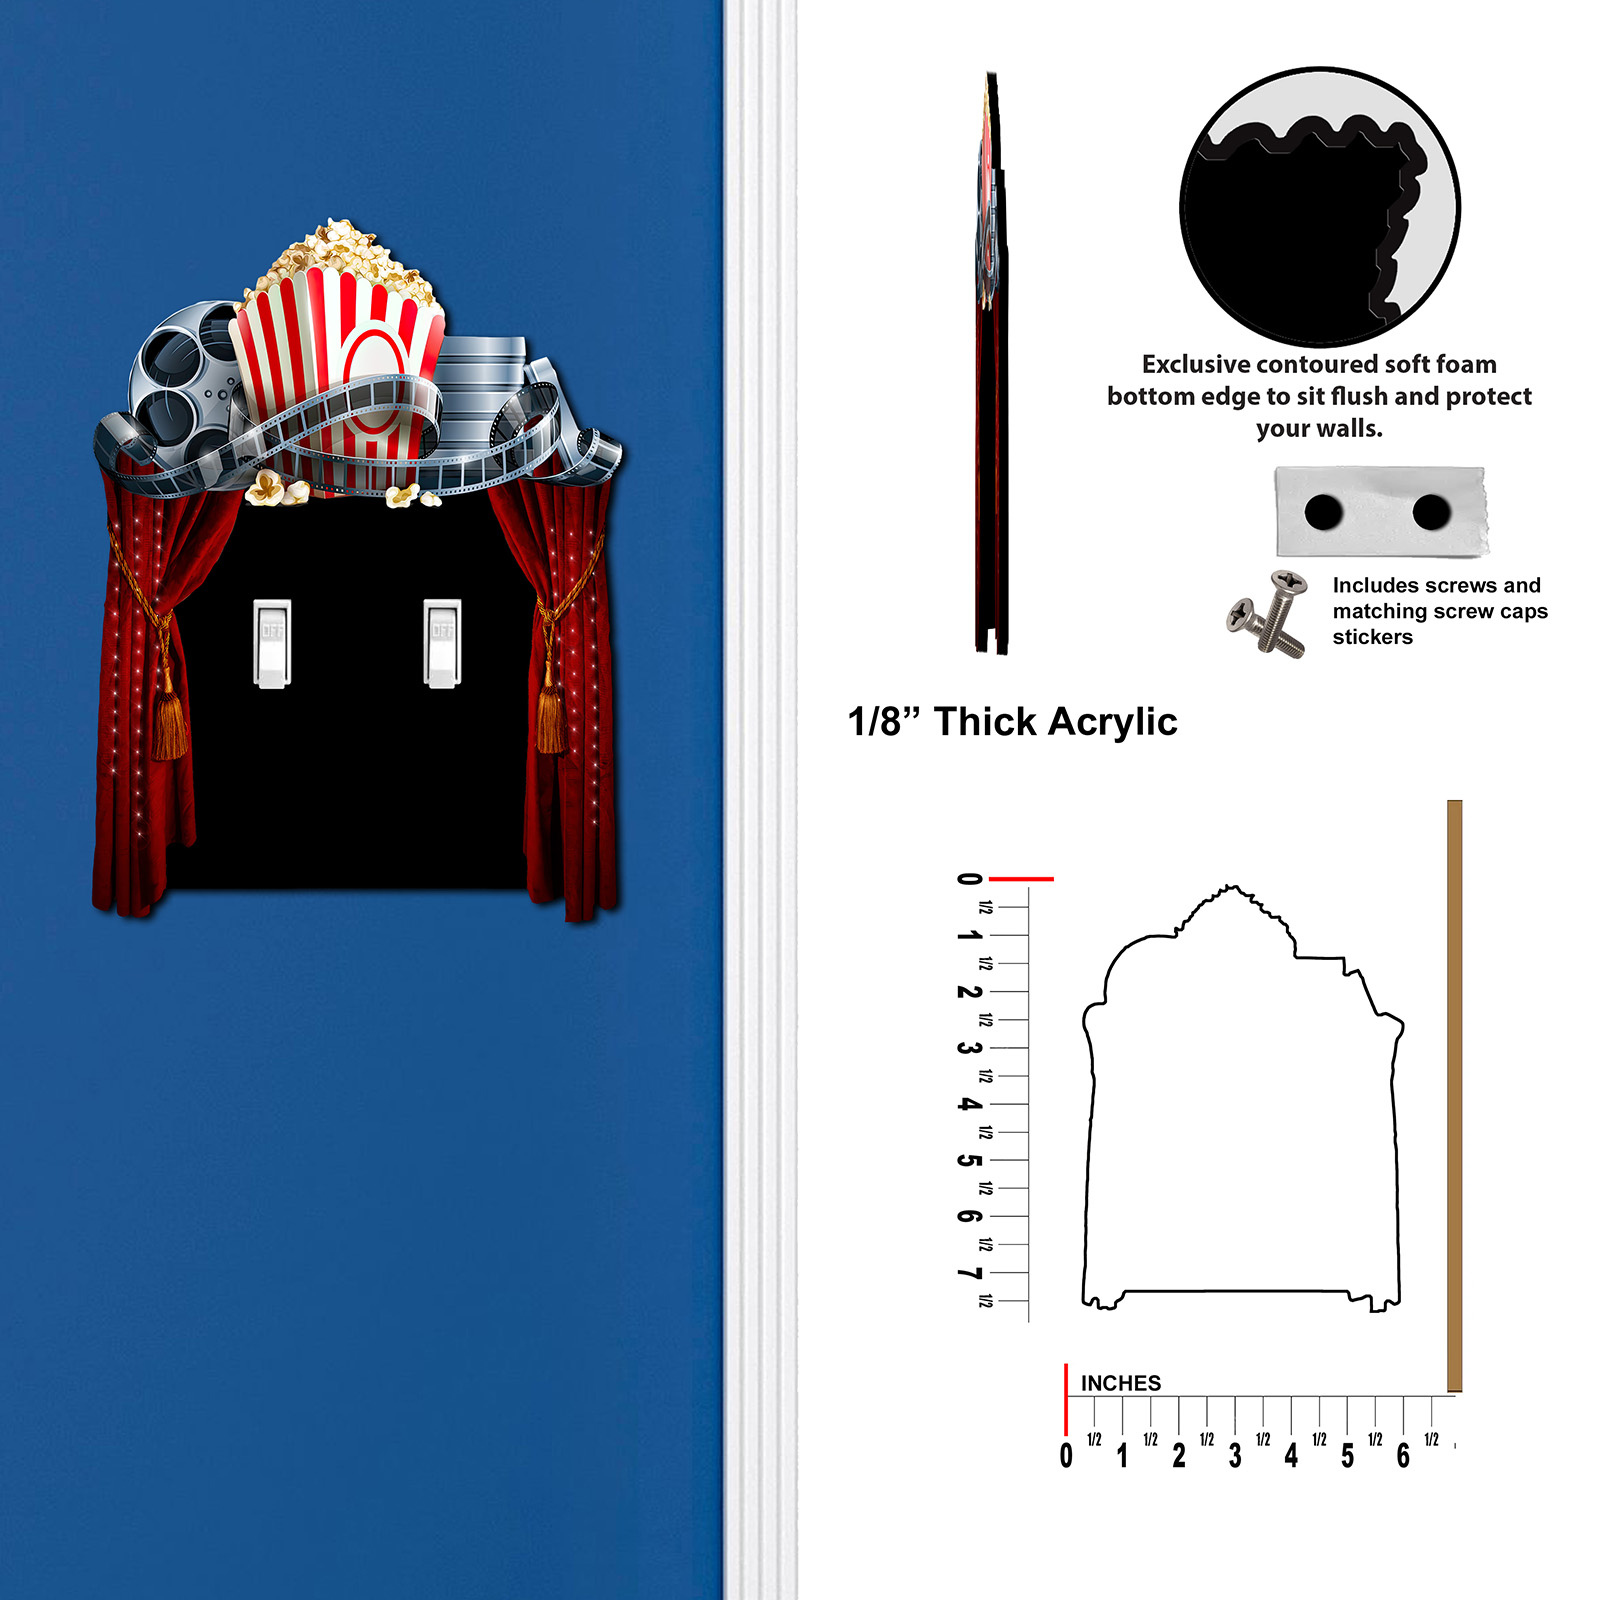 OFF
OFF
Exclusive contoured soft foam
bottom edge to sit flush and protect
your walls.
Includes screws and
matching screw caps
stickers
1/8” Thick Acrylic
0
1/2
1
1/2
2
1/2
3
1/2
4
1/2
5
1/2
6
1/2
7
1/2
INCHES
0 1/2 1 1/2 2 1/2 3 1/2 4 1/2 5 1/2 6 1/2